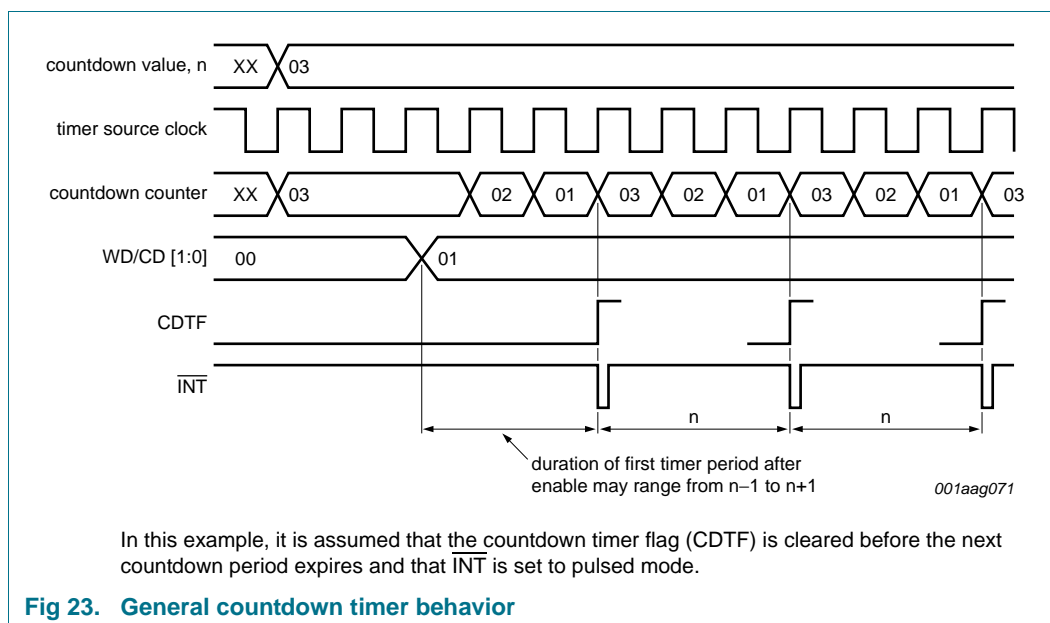 countdown value, n XX 03
timer source clock
countdown counter XX 03 02 01 03 02 01 03 02 01 03
WD/CD [1:0] 00 01
CDTF
INT
n n
duration of first timer period after
enable may range from n−1 to n+1
001aag071
In this example, it is assumed that the countdown timer flag (CDTF) is cleared before the next
countdown period expires and that INT is set to pulsed mode.
Fig 23. General countdown timer behavior